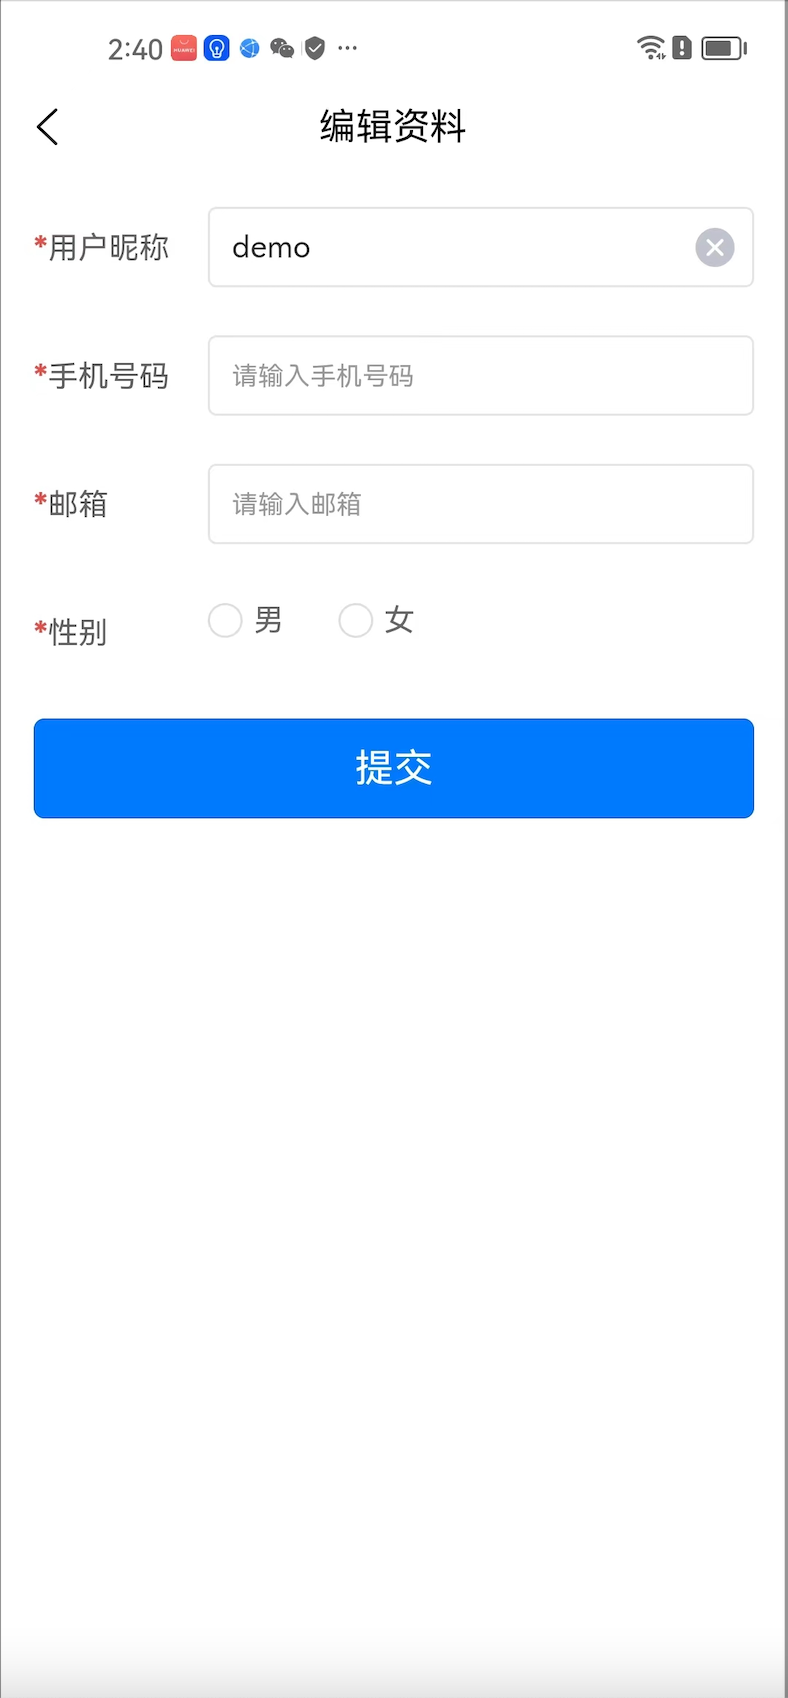 2:40 HUAWEI
编辑资料
*用户昵称 demo
*手机号码 请输入手机号码
*邮箱 请输入邮箱
*性别 男 女
提交